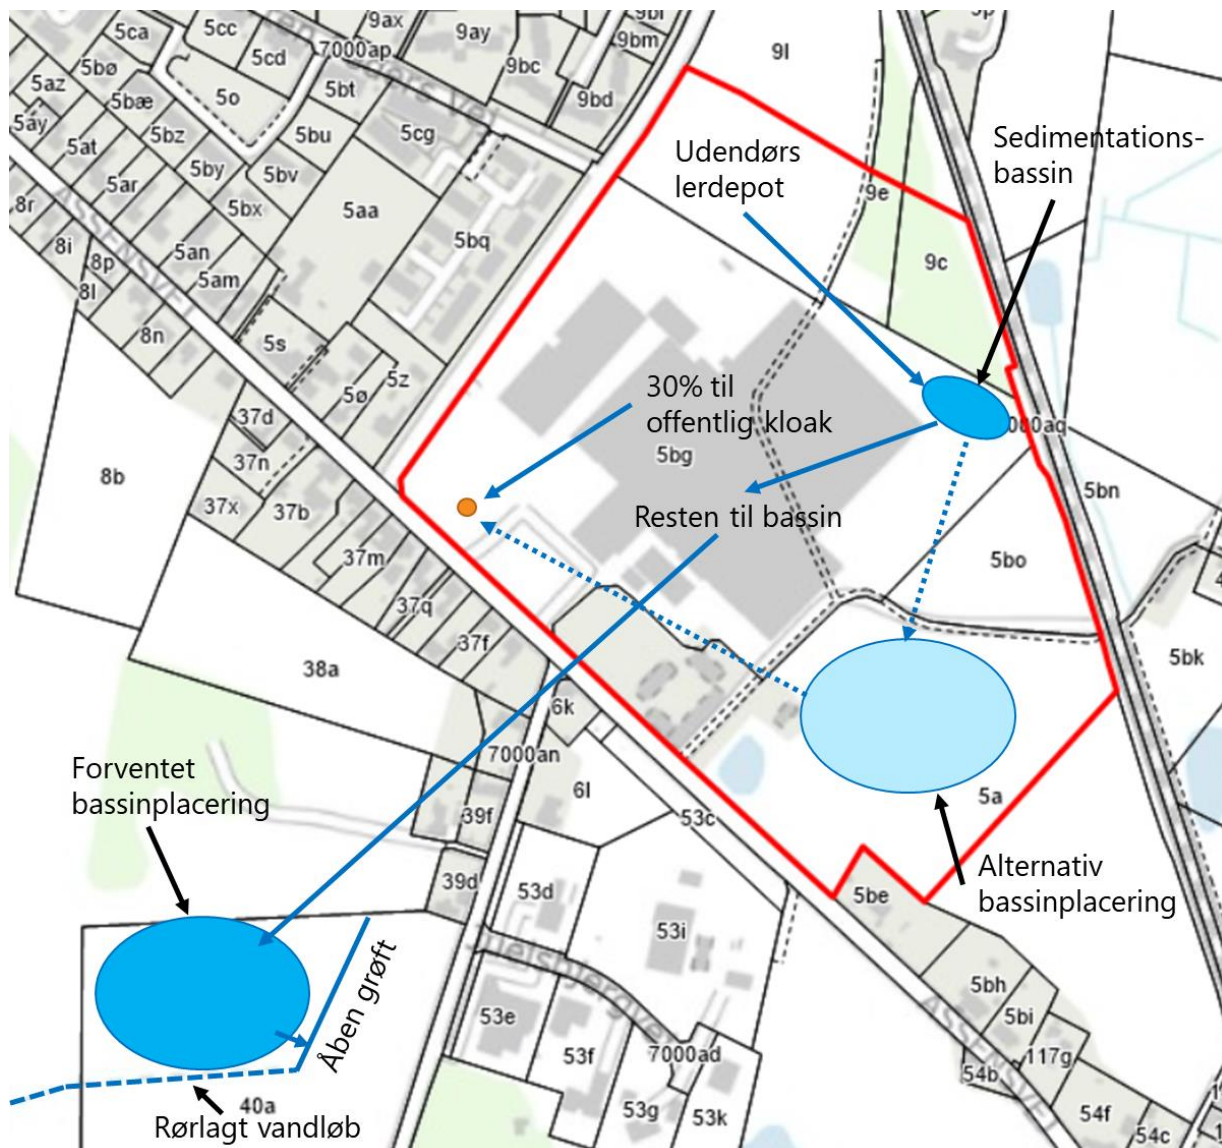 5ca
5cc
5cd
7000ap
9ax
9ay
9bc
9bm
9bd
9l
5bø
5az
5bæ
5o
5bt
5cg
5ay
5at
5bz
5bu
5by
5bv
5ar
5bx
5aa
5bq
8r
8i
8p
8l
5an
5am
8n
5s
5ø
5z
9e
9c
Udendørs
lerdepot
Sedimentations-
bassin
30% til
offentlig kloak
5bg
Resten til bassin
37d
37n
37x
37b
8b
37m
37q
37f
38a
6k
7000an
6l
53c
5bn
5bo
5bk
5a
Forventet
bassinplacering
Alternativ
bassinplacering
39f
39d
53d
53i
5be
5bh
5bi
117g
54b
54f
54c
Åben grøft
53e
53f
7000ad
53g
53k
40a
Rørlagt vandløb